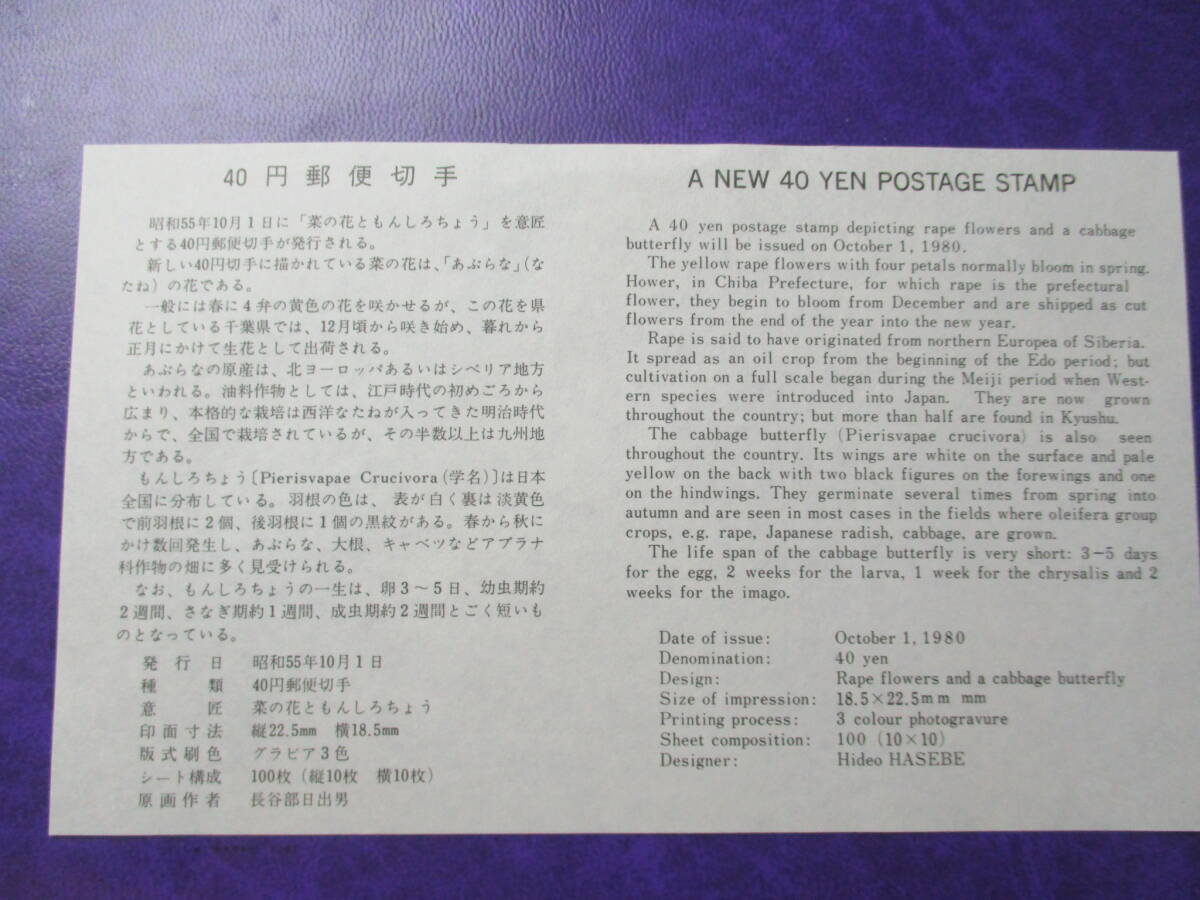 40 円 郵 便 切 手
昭和55年10月1日に「菜の花ともんしろちょう」を意匠
とする40円郵便切手が発行される。
新しい40円切手に描かれている菜の花は、「あぶらな」(な
たね)の花である。
一般には春に4弁の黄色の花を咲かせるが、この花を県
花としている千葉県では、12月頃から咲き始め、暮れから
正月にかけて生花として出荷される。
あぶらなの原産は、北ヨーロッパあるいはシベリア地方
といわれる。油料作物としては、江戸時代の初めごろから
広まり、本格的な栽培は西洋なたねが入ってきた明治時代
からで、全国で栽培されているが、その半数以上は九州地
方である。
もんしろちょう〔Pierisvapae Crucivora(学名)〕は日本
全国に分布している。羽根の色は、表が白く裏は淡黄色
で前羽根に2個、後羽根に1個の黒紋がある。春から秋に
かけ数回発生し、あぶらな、大根、キャベツなどアブラナ
科作物の畑に多く見受けられる。
なお、もんしろちょうの一生は、卵3～5日、幼虫期約
2週間、さなぎ期約1週間、成虫期約2週間とごく短いも
のとなっている。
発 行 日 昭和55年10月1日
種 類 40円郵便切手
意 匠 菜の花ともんしろちょう
印面寸法 縦22.5mm 横18.5mm
版式刷色 グラビア3色
シート構成 100枚(縦10枚 横10枚)
原画作者 長谷部日出男
A NEW 40 YEN POSTAGE STAMP
A 40 yen postage stamp depicting rape flowers and a cabbage
butterfly will be issued on October 1, 1980.
The yellow rape flowers with four petals normally bloom in spring.
Hower, in Chiba Prefecture, for which rape is the prefectural
flower, they begin to bloom from December and are shipped as cut
flowers from the end of the year into the new year.
Rape is said to have originated from northern Europea of Siberia.
It spread as an oil crop from the beginning of the Edo period; but
cultivation on a full scale began during the Meiji period when West-
ern species were introduced into Japan. They are now grown
throughout the country; but more than half are found in Kyushu.
The cabbage butterfly (Pierisvapae crucivora) is also seen
throughout the country. Its wings are white on the surface and pale
yellow on the back with two black figures on the forewings and one
on the hindwings. They germinate several times from spring into
autumn and are seen in most cases in the fields where oleifera group
crops, e.g. rape, Japanese radish, cabbage, are grown.
The life span of the cabbage butterfly is very short: 3-5 days
for the egg, 2 weeks for the larva, 1 week for the chrysalis and 2
weeks for the imago.
Date of issue: October 1, 1980
Denomination: 40 yen
Design: Rape flowers and a cabbage butterfly
Size of impression: 18.5×22.5mm mm
Printing process: 3 colour photogravure
Sheet composition: 100 (10×10)
Designer: Hideo HASEBE